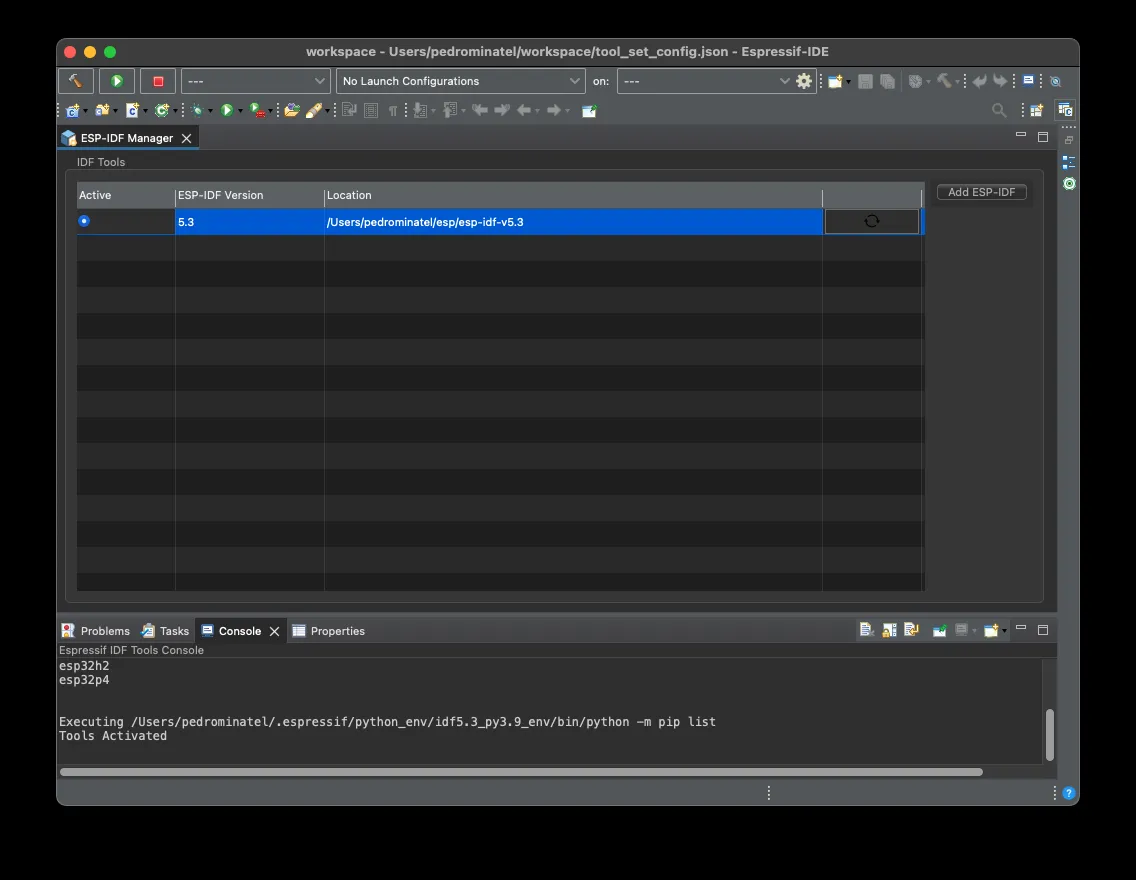 workspace - Users/pedrominatel/workspace/tool_set_config.json - Espressif-IDE
--- No Launch Configurations on: ---
ESP-IDF Manager
IDF Tools
Active ESP-IDF Version Location
Add ESP-IDF
5.3 /Users/pedrominatel/esp/esp-idf-v5.3
Problems Tasks Console Properties
Espressif IDF Tools Console
esp32h2
esp32p4
Executing /Users/pedrominatel/.espressif/python_env/idf5.3_py3.9_env/bin/python -m pip list
Tools Activated